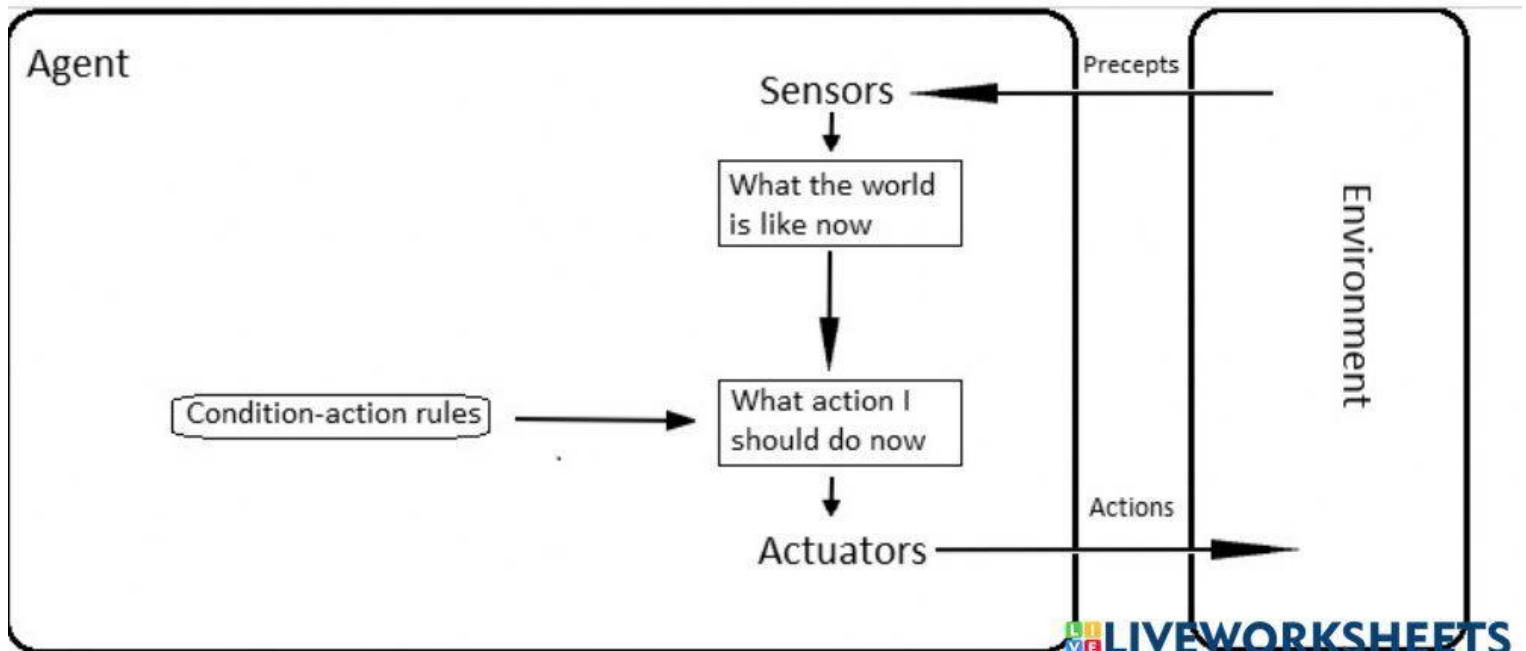 Agent
Precepts
Sensors
What the world
is like now
Environment
Condition-action rules
What action I
should do now
Actions
Actuators
LIVEWORKSHEETS